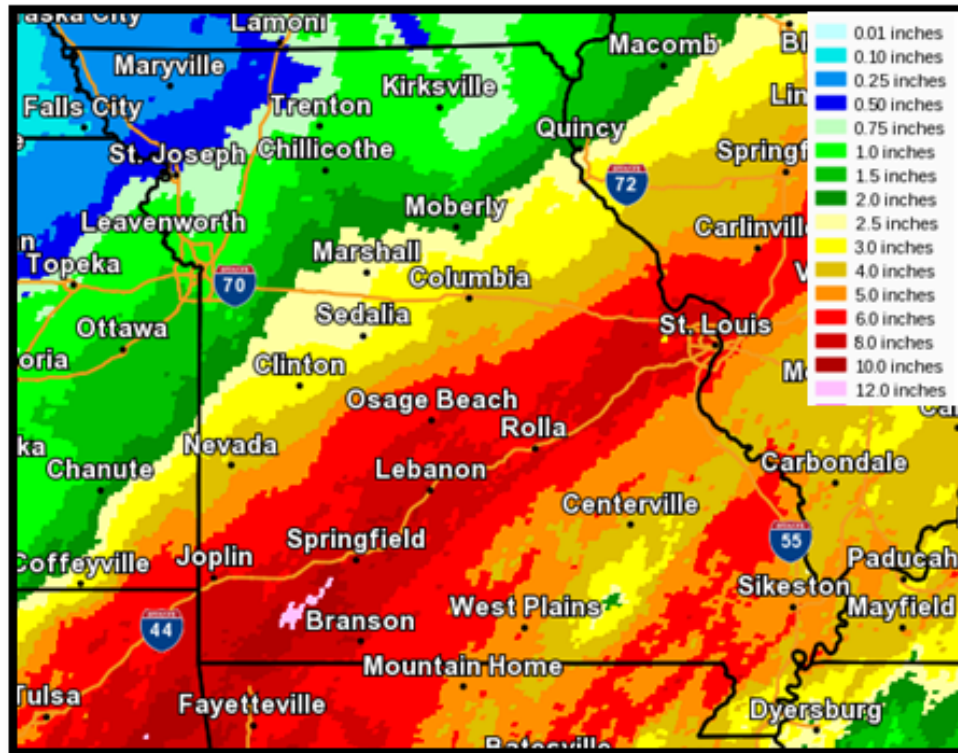 Lamoni
Macomb
Maryville
Kirksville
Falls City
Trenton
Quincy
St. Joseph
Chillicothe
72
Leavenworth
Moberly
Carlinville
Marshall
Topeka
70
Columbia
Ottawa
Sedalia
St. Louis
Clinton
Osage Beach
Rolla
Nevada
Lebanon
Chanute
Carbondale
Centerville
Springfield
55
Joplin
Coffeyville
Paducah
Sikeston
44
Branson
West Plains
Mayfield
Mountain Home
Tulsa
Fayetteville
Dyersburg
0.01 inches
0.10 inches
0.25 inches
0.50 inches
0.75 inches
1.0 inches
1.5 inches
2.0 inches
2.5 inches
3.0 inches
4.0 inches
5.0 inches
6.0 inches
8.0 inches
10.0 inches
12.0 inches